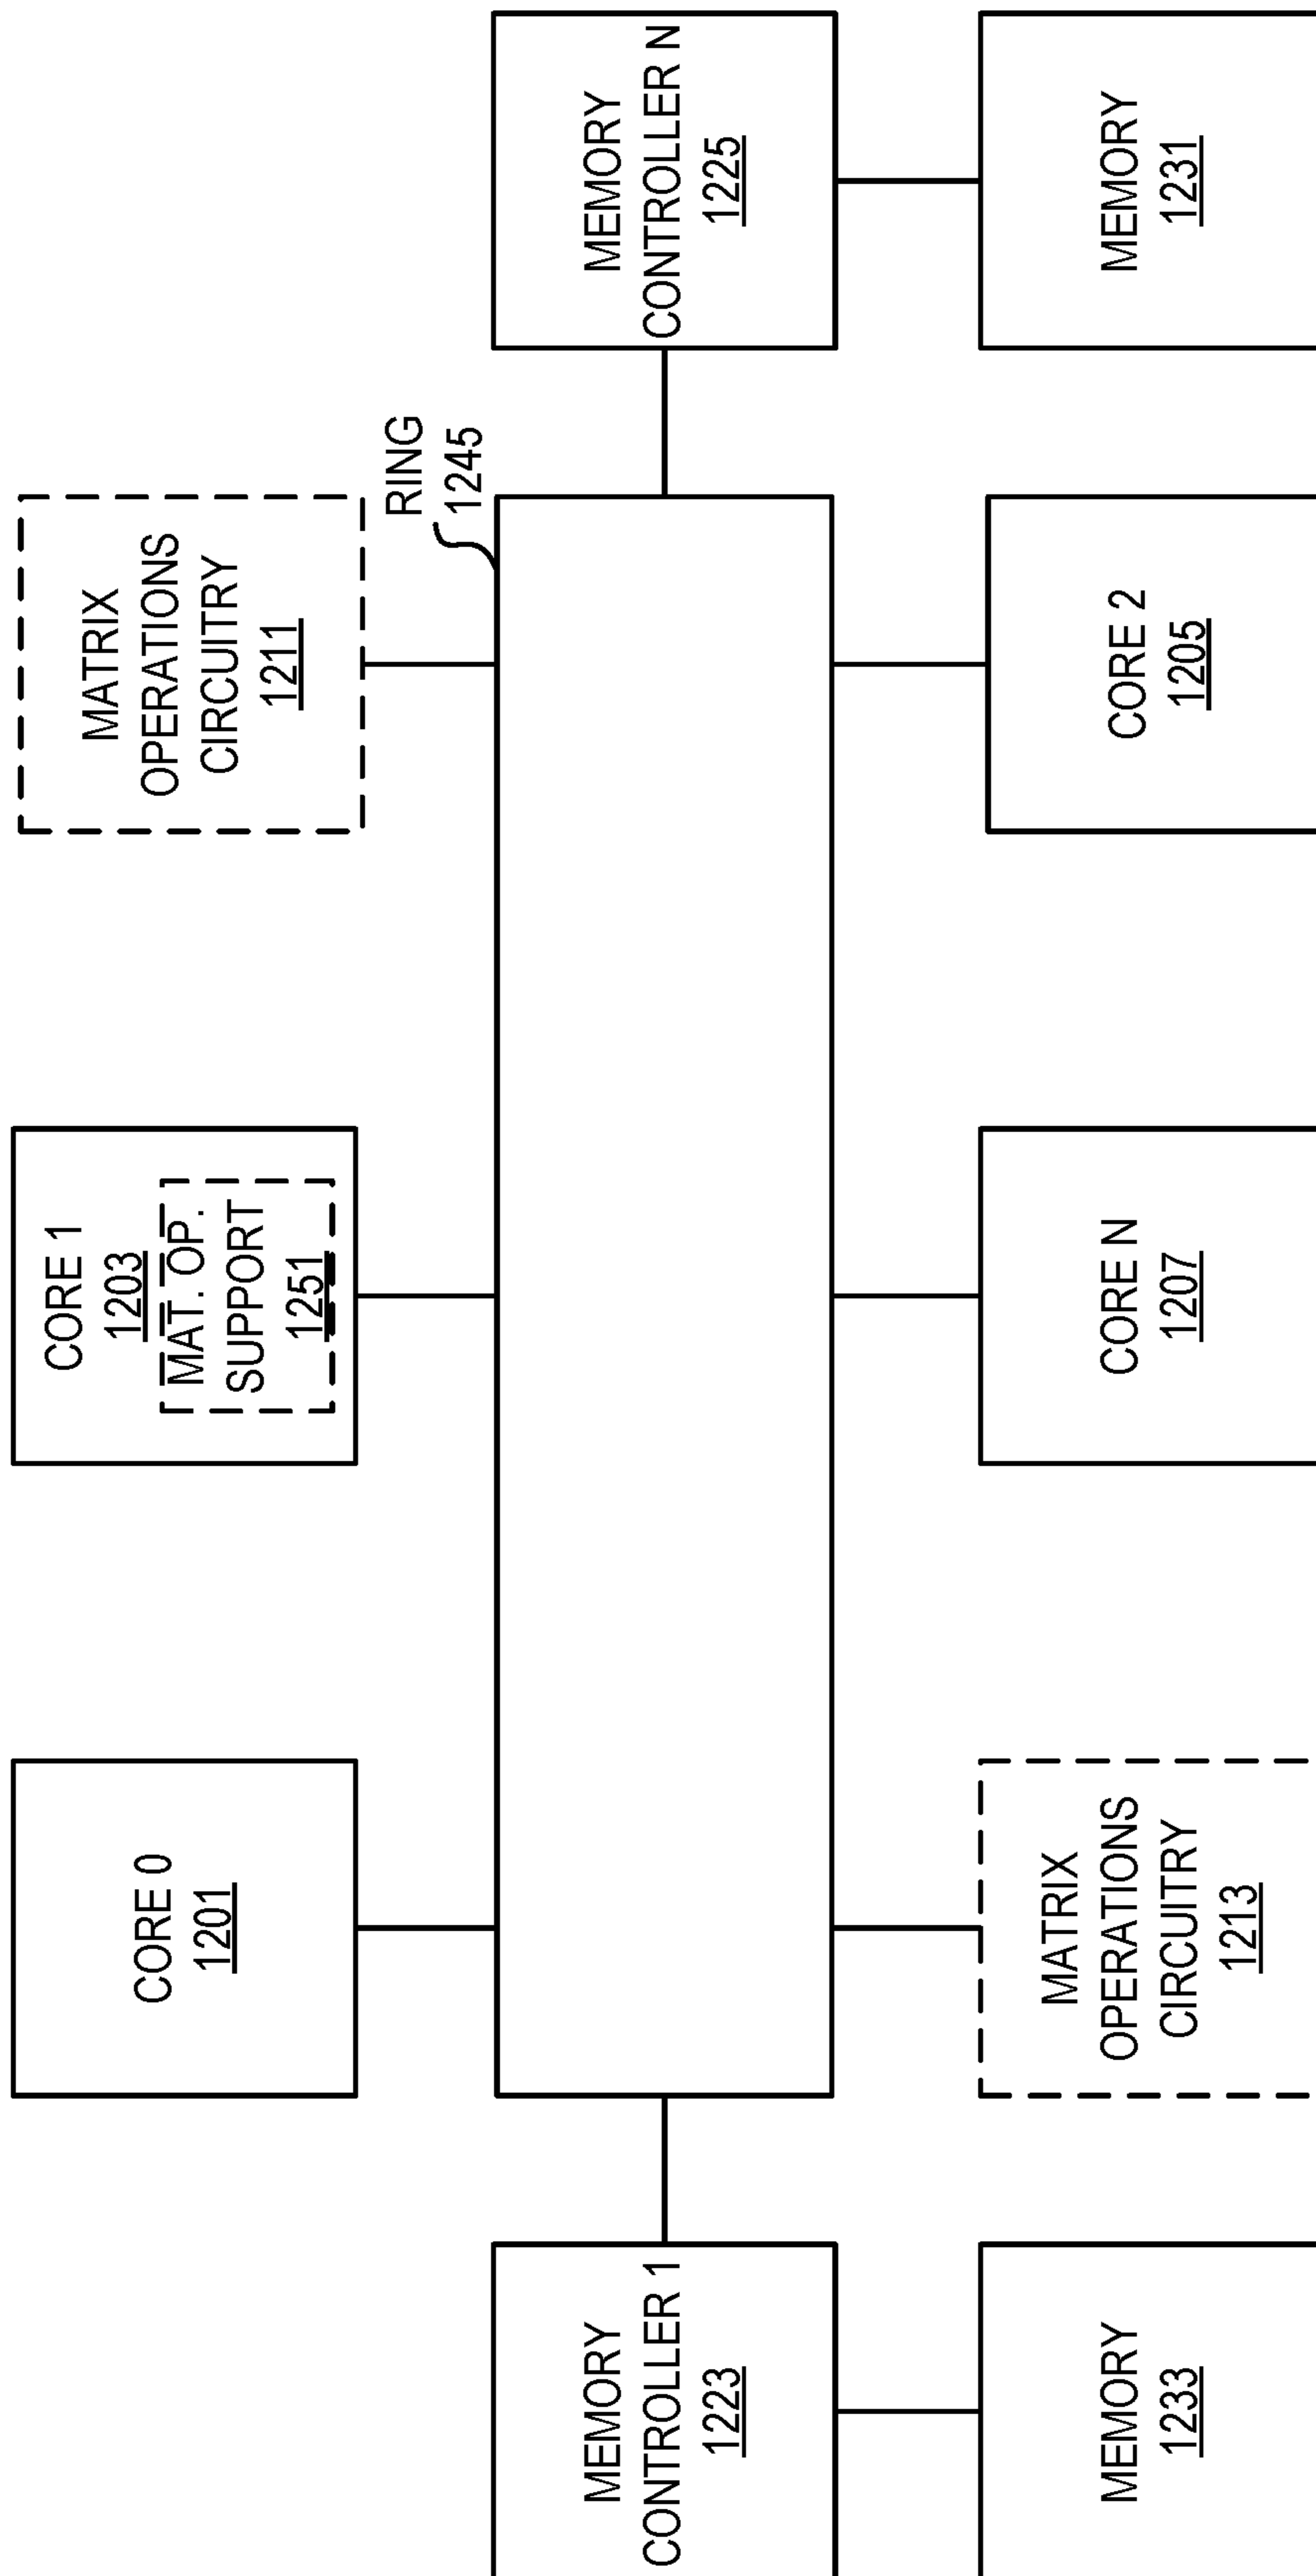 CORE 0
1201
CORE 1
1203
MAT. OP.
SUPPORT
1251
MATRIX
OPERATIONS
CIRCUITRY
1211
RING
1245
MEMORY
CONTROLLER 1
1223
MEMORY
CONTROLLER N
1225
MEMORY
1233
MATRIX
OPERATIONS
CIRCUITRY
1213
CORE N
1207
CORE 2
1205
MEMORY
1231